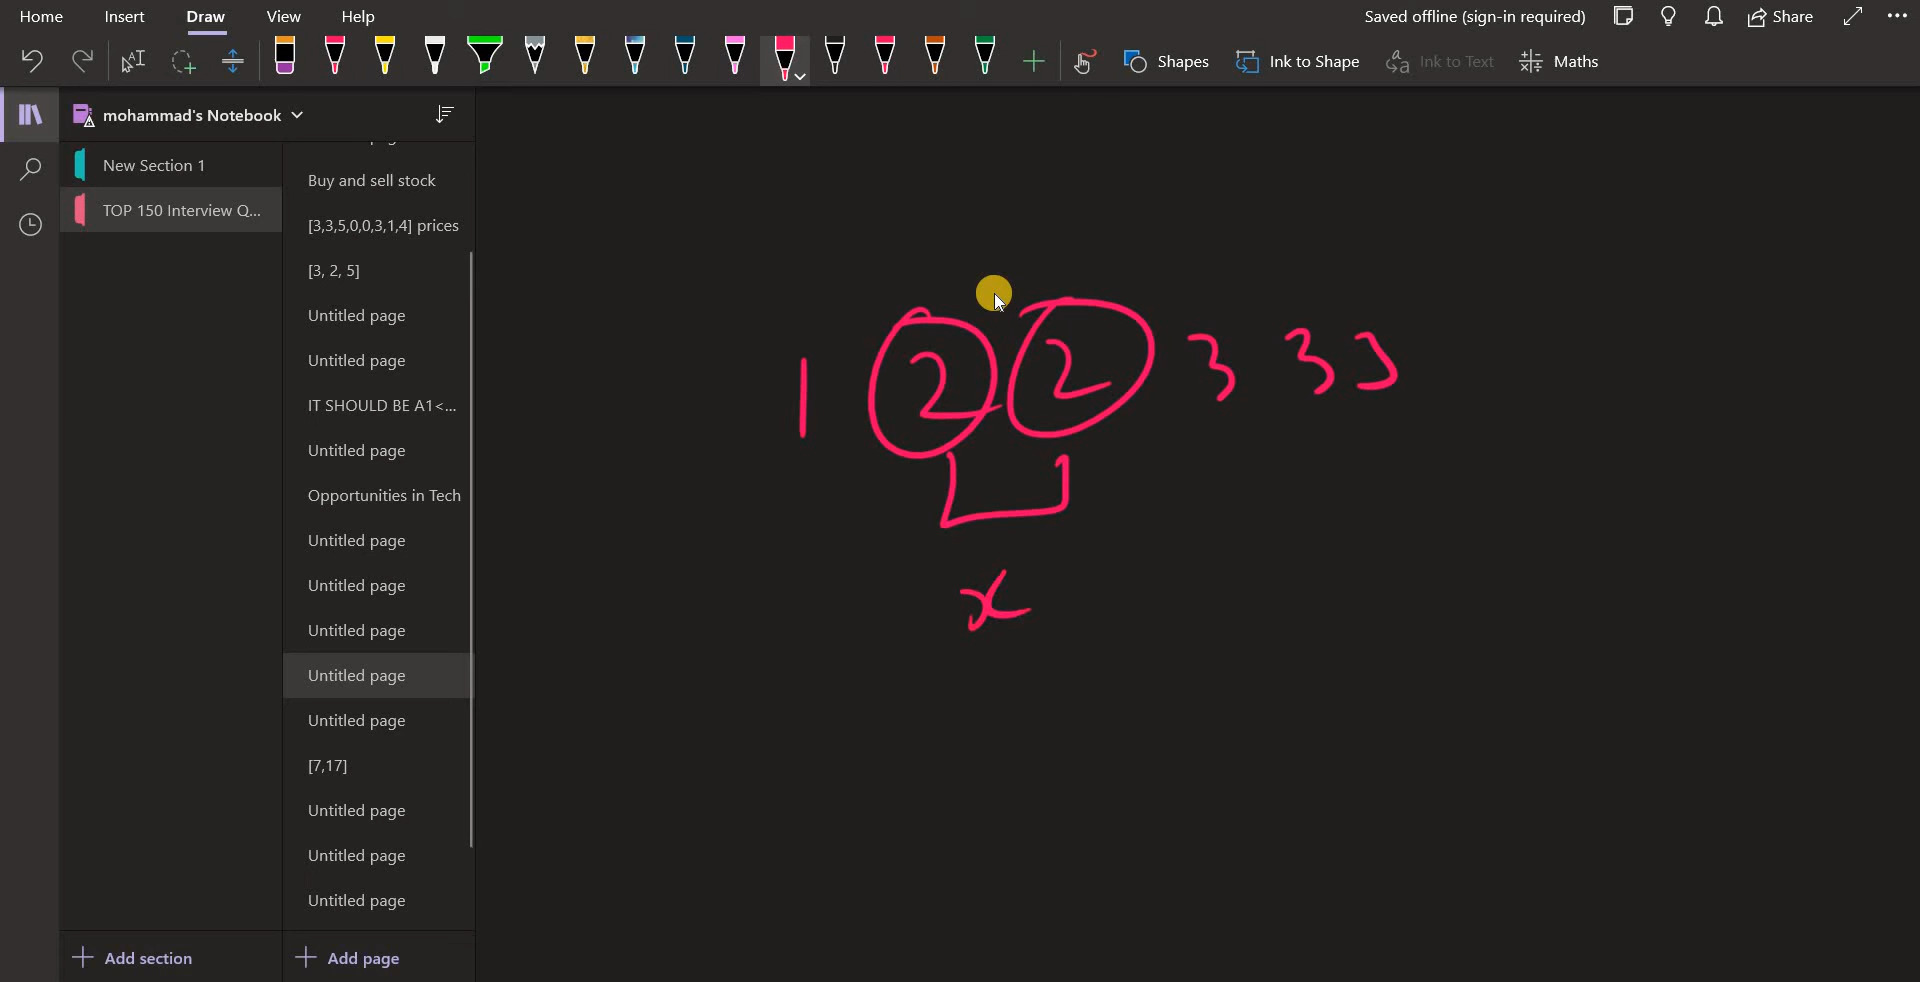 Home Insert Draw View Help Saved offline (sign-in required) Share
Shapes Ink to Shape Ink to Text Maths
mohammad's Notebook
New Section 1
TOP 150 Interview Q...
Buy and sell stock
[3,3,5,0,0,3,1,4] prices
[3, 2, 5]
Untitled page
Untitled page
IT SHOULD BE A1<...
Untitled page
Opportunities in Tech
Untitled page
Untitled page
Untitled page
Untitled page
Untitled page
[7,17]
Untitled page
Untitled page
Untitled page
Add section
Add page
1 2 2 3 3 3
x